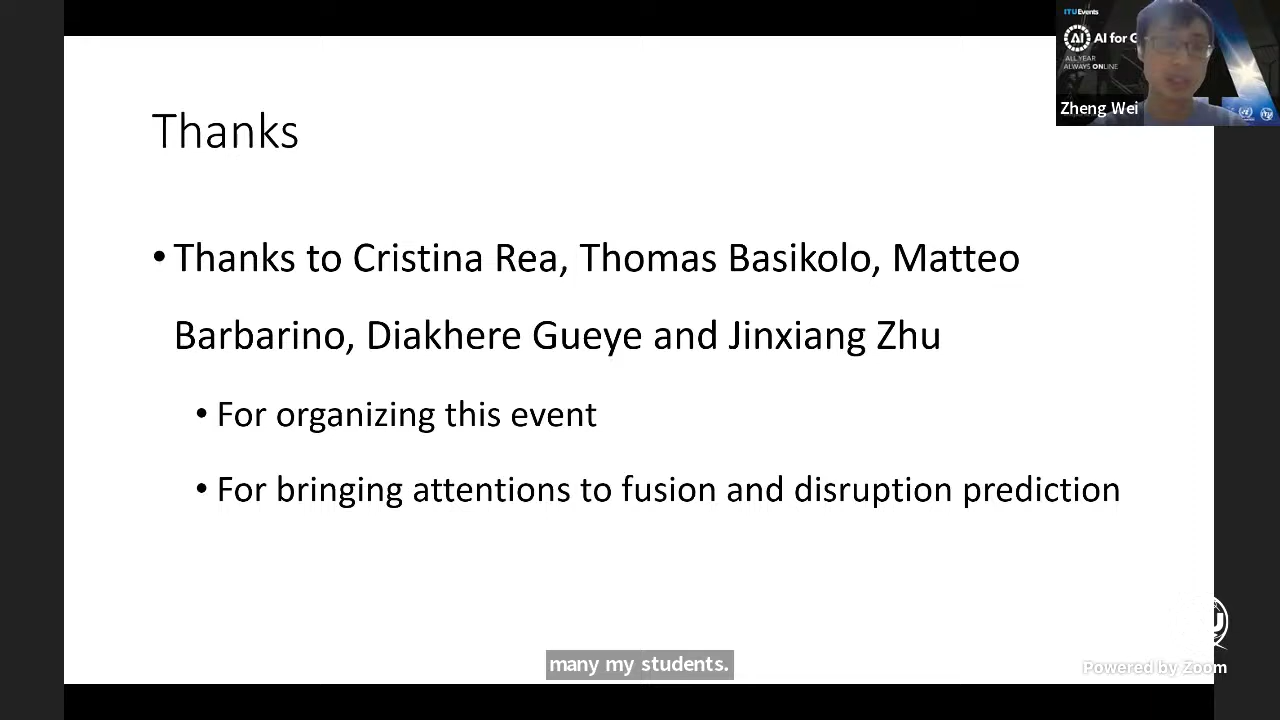 ITUEvents
AI AI for G
ALL YEAR
ALWAYS ONLINE
Zheng Wei
Thanks
• Thanks to Cristina Rea, Thomas Basikolo, Matteo
Barbarino, Diakhere Gueye and Jinxiang Zhu
• For organizing this event
• For bringing attentions to fusion and disruption prediction
many my students.
Powered by Zoom